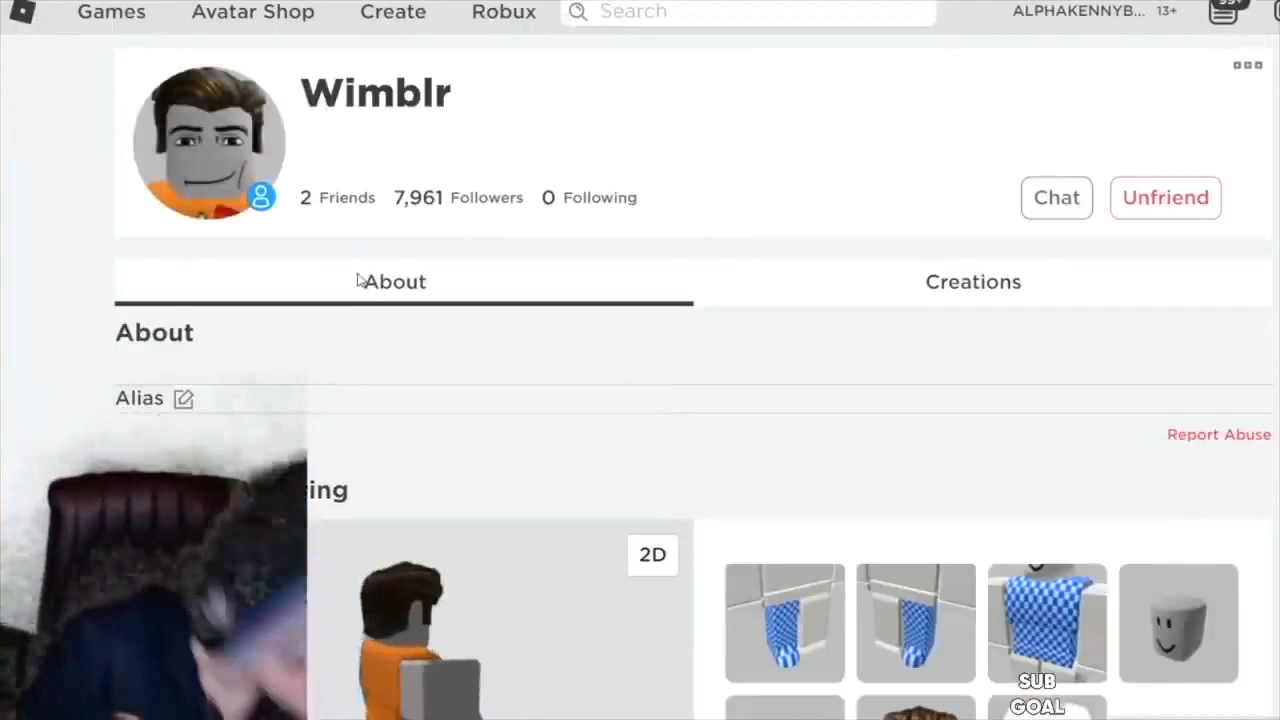 Games Avatar Shop Create Robux Search ALPHAKENNYB... 13+ 99+
Wimblr
2 Friends 7,961 Followers 0 Following
Chat Unfriend
About Creations
About
Alias
Report Abuse
ing
2D
SUB
GOAL